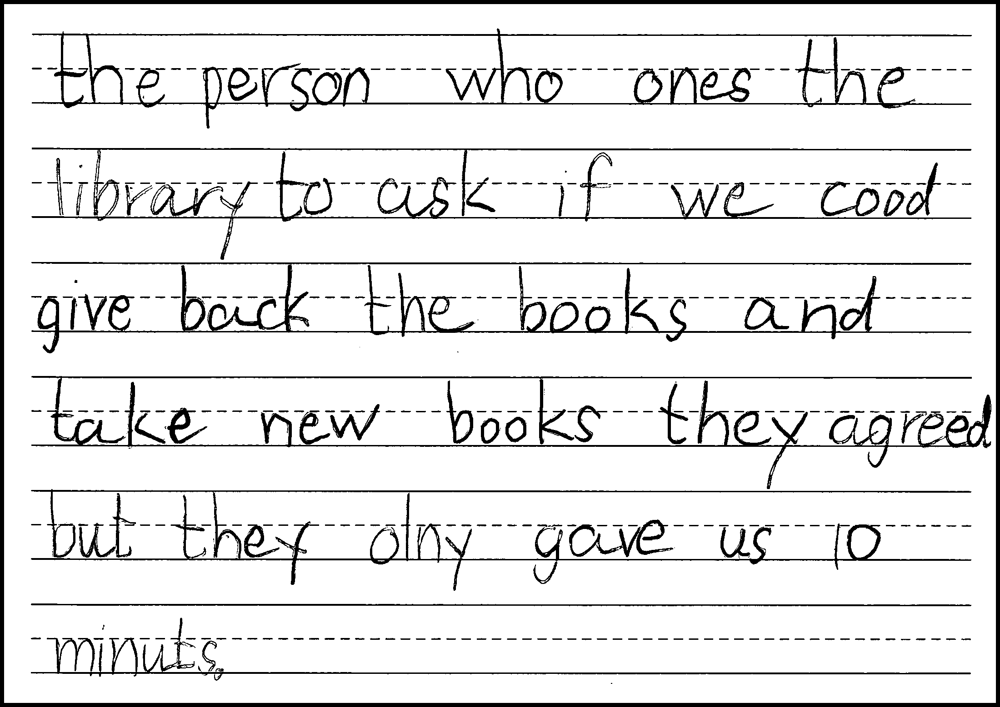 the person who ones the
library to ask if we cood
give back the books and
take new books they agreed
but they olny gave us 10
minuts.